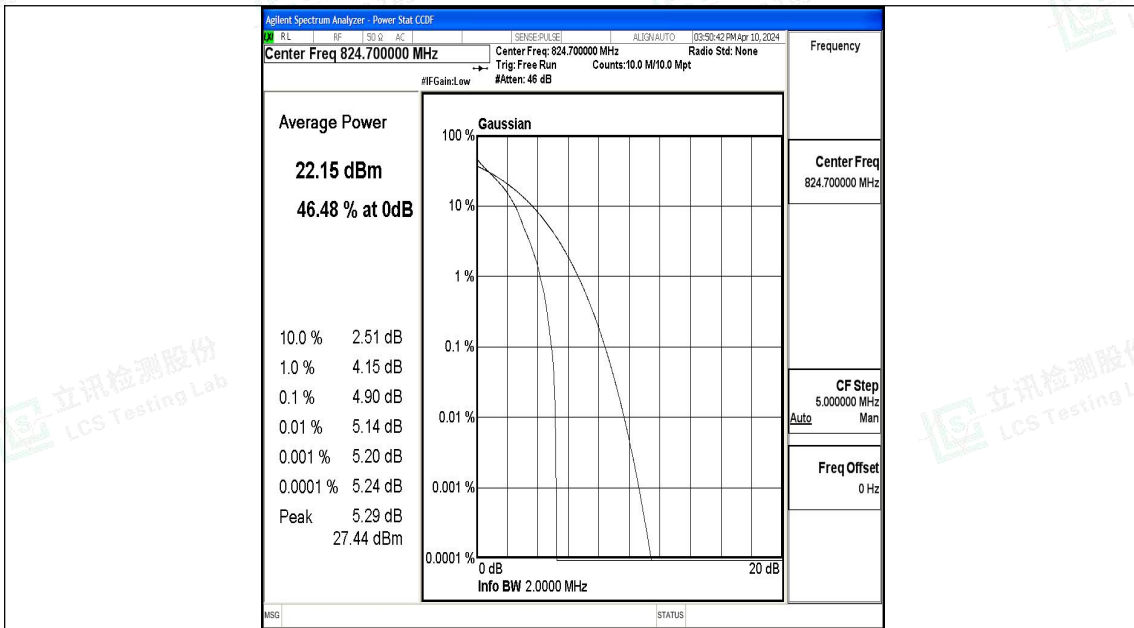 Agilent Spectrum Analyzer - Power Stat CCDF
RL RF 50 Ω AC SENSE:PULSE ALIGNAUTO 03:50:42 PM Apr 10, 2024
Center Freq 824.700000 MHz
Center Freq: 824.700000 MHz Radio Std: None
Trig: Free Run Counts:10.0 M/10.0 Mpt
#IFGain:Low #Atten: 46 dB
Frequency
Average Power
22.15 dBm
46.48 % at 0dB
10.0 % 2.51 dB
1.0 % 4.15 dB
0.1 % 4.90 dB
0.01 % 5.14 dB
0.001 % 5.20 dB
0.0001 % 5.24 dB
Peak 5.29 dB
27.44 dBm
Gaussian
100 %
10 %
1 %
0.1 %
0.01 %
0.001 %
0.0001 %
0 dB 20 dB
Info BW 2.0000 MHz
Center Freq
824.700000 MHz
CF Step
5.000000 MHz
Auto Man
Freq Offset
0 Hz
MSG STATUS
立讯检测股份
LCS Testing Lab
立讯检测股份
LCS Testing L